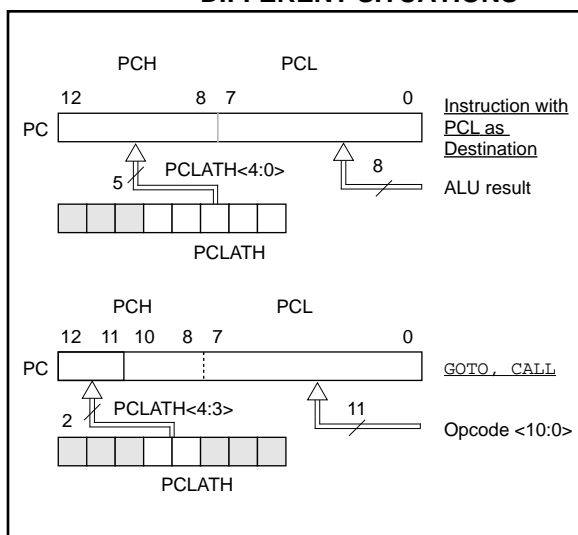 DIFFERENT SITUATIONS
PCH PCL
12 8 7 0
PC
Instruction with
PCL as
Destination
5 PCLATH<4:0> 8
ALU result
PCLATH
PCH PCL
12 11 10 8 7 0
PC
GOTO, CALL
2 PCLATH<4:3> 11
Opcode <10:0>
PCLATH